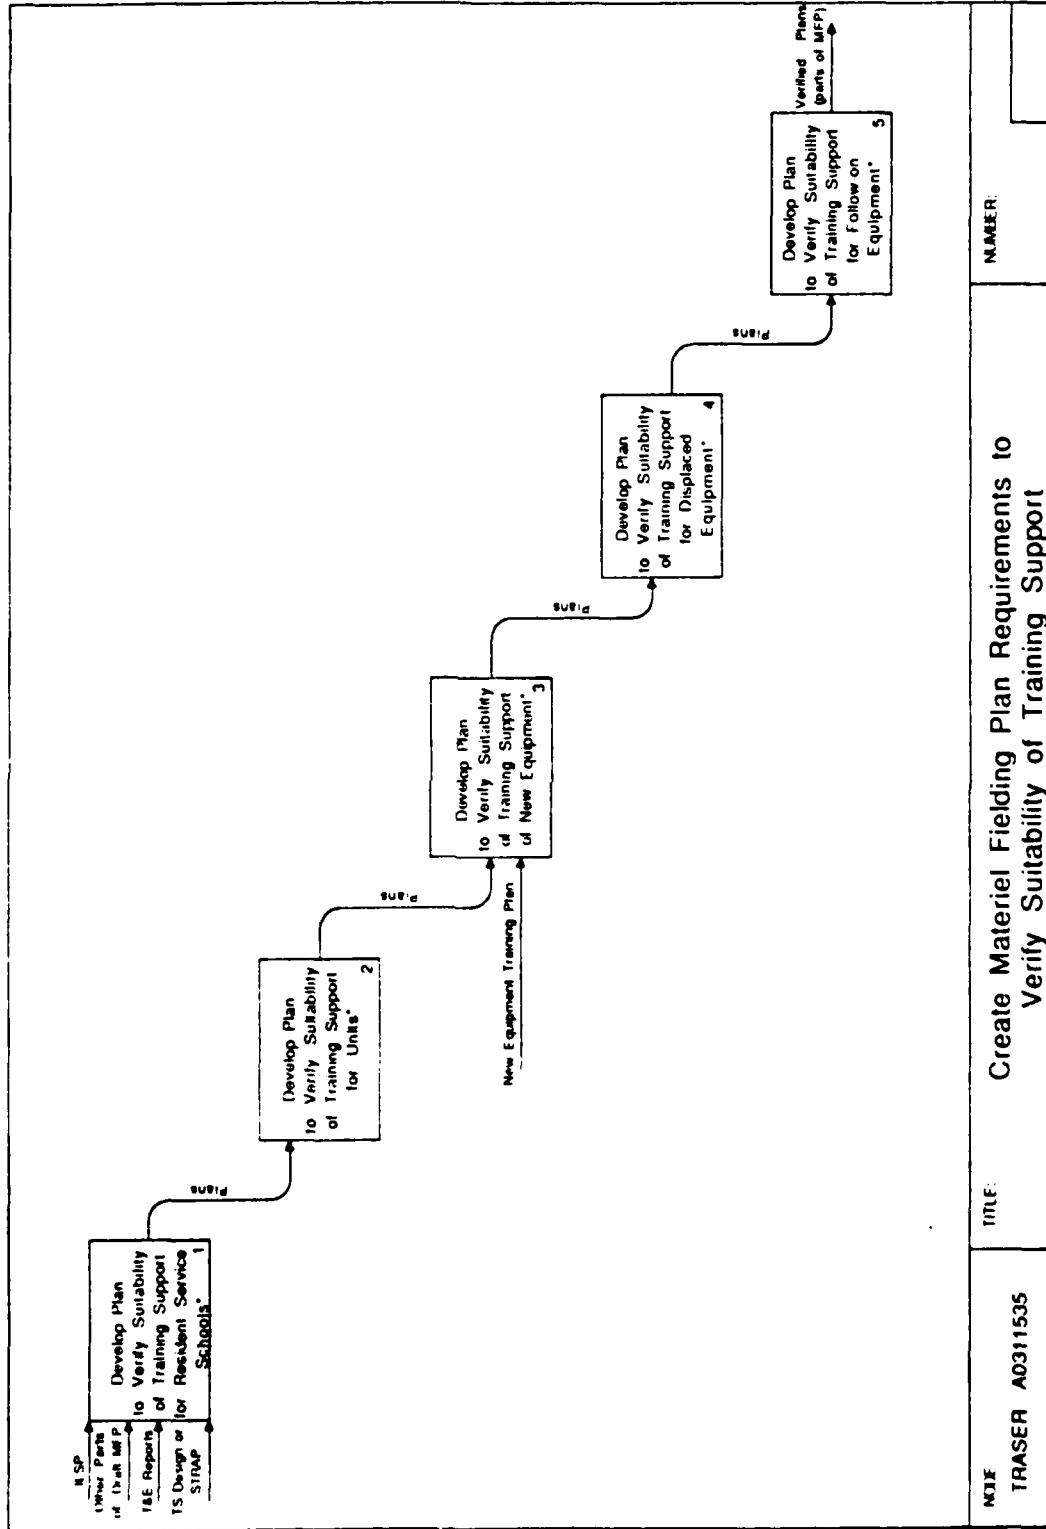 Other Parts
of Draft MFP
T&E Reports
TS Design or
STRAP
Develop Plan
to Verify Suitability
of Training Support
for Resident Service
Schools*
1
Plans
Develop Plan
to Verify Suitability
of Training Support
for Units*
2
Plans
New Equipment Training Plan
Develop Plan
to Verify Suitability
of Training Support
of New Equipment*
3
Plans
Develop Plan
to Verify Suitability
of Training Support
for Displaced
Equipment*
4
Plans
Develop Plan
to Verify Suitability
of Training Support
for Follow on
Equipment*
5
Verified Plans
(parts of MFP)
NODE
TRASER A0311535
TITLE:
Create Materiel Fielding Plan Requirements to
Verify Suitability of Training Support
NUMBER: